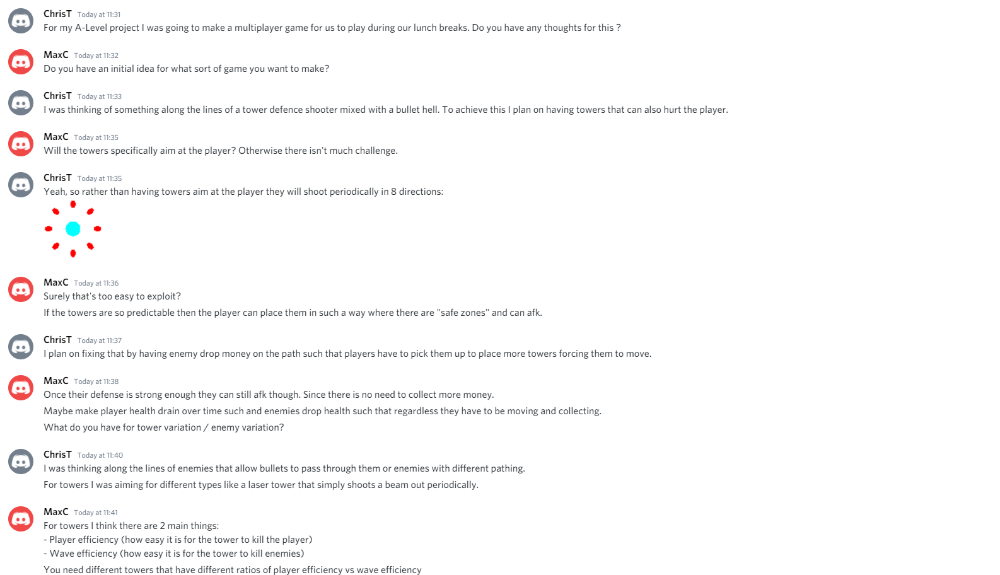 ChrisT Today at 11:31
For my A-Level project I was going to make a multiplayer game for us to play during our lunch breaks. Do you have any thoughts for this ?
MaxC Today at 11:32
Do you have an initial idea for what sort of game you want to make?
ChrisT Today at 11:33
I was thinking of something along the lines of a tower defence shooter mixed with a bullet hell. To achieve this I plan on having towers that can also hurt the player.
MaxC Today at 11:35
Will the towers specifically aim at the player? Otherwise there isn't much challenge.
ChrisT Today at 11:35
Yeah, so rather than having towers aim at the player they will shoot periodically in 8 directions:
MaxC Today at 11:36
Surely that's too easy to exploit?
If the towers are so predictable then the player can place them in such a way where there are "safe zones" and can afk.
ChrisT Today at 11:37
I plan on fixing that by having enemy drop money on the path such that players have to pick them up to place more towers forcing them to move.
MaxC Today at 11:38
Once their defense is strong enough they can still afk though. Since there is no need to collect more money.
Maybe make player health drain over time such and enemies drop health such that regardless they have to be moving and collecting.
What do you have for tower variation / enemy variation?
ChrisT Today at 11:40
I was thinking along the lines of enemies that allow bullets to pass through them or enemies with different pathing.
For towers I was aiming for different types like a laser tower that simply shoots a beam out periodically.
MaxC Today at 11:41
For towers I think there are 2 main things:
- Player efficiency (how easy it is for the tower to kill the player)
- Wave efficiency (how easy it is for the tower to kill enemies)
You need different towers that have different ratios of player efficiency vs wave efficiency